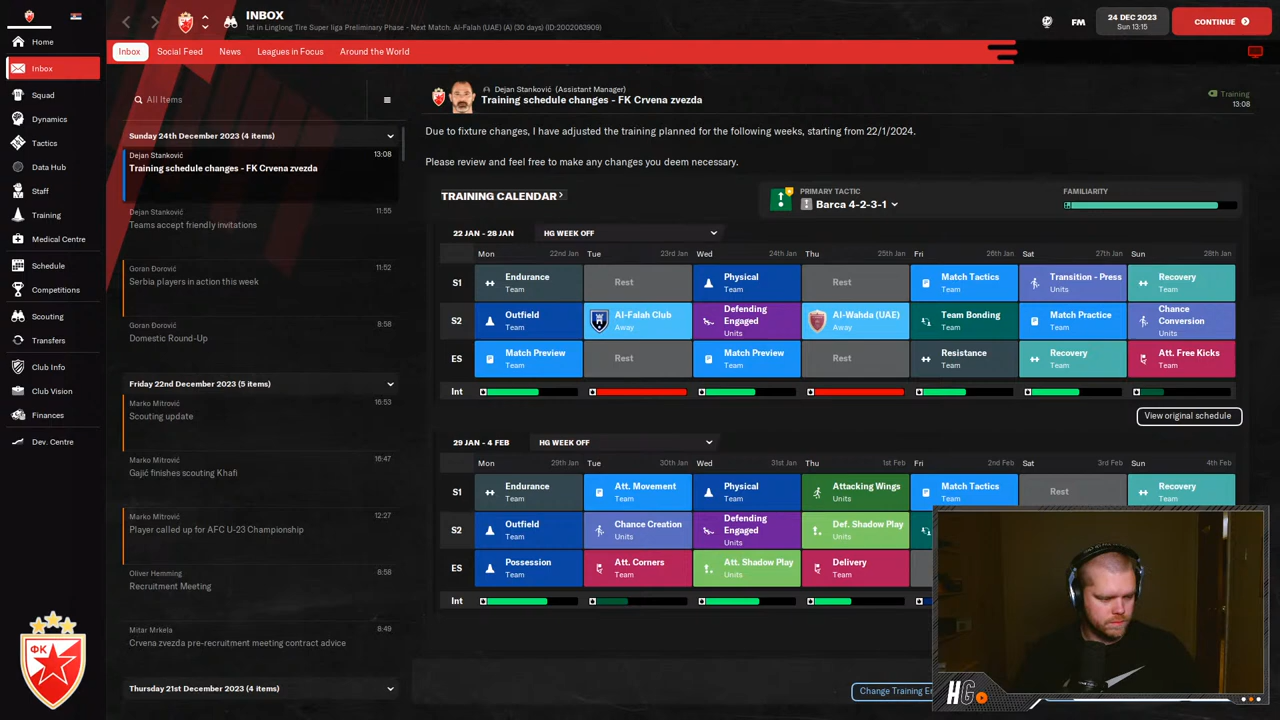 INBOX
1st in Linglong Tire Super liga Preliminary Phase - Next Match: Al-Falah (UAE) (A) (30 days) (ID:2002083909)
FM
24 DEC 2023
Sun 13:15
CONTINUE
Home
Inbox
Squad
Dynamics
Tactics
Data Hub
Staff
Training
Medical Centre
Schedule
Competitions
Scouting
Transfers
Club Info
Club Vision
Finances
Dev. Centre
ФК
Inbox
Social Feed
News
Leagues in Focus
Around the World
All Items
Sunday 24th December 2023 (4 items)
Dejan Stanković 13:08
Training schedule changes - FK Crvena zvezda
Dejan Stanković 11:55
Teams accept friendly invitations
Goran Đorović 11:52
Serbia players in action this week
Goran Đorović 8:58
Domestic Round-Up
Friday 22nd December 2023 (5 items)
Marko Mitrović 16:53
Scouting update
Marko Mitrović 16:47
Gajić finishes scouting Khafi
Marko Mitrović 12:27
Player called up for AFC U-23 Championship
Oliver Hemming 8:58
Recruitment Meeting
Mitar Mrkela 8:49
Crvena zvezda pre-recruitment meeting contract advice
Thursday 21st December 2023 (4 items)
Dejan Stanković (Assistant Manager)
Training schedule changes - FK Crvena zvezda
Training
13:08
Due to fixture changes, I have adjusted the training planned for the following weeks, starting from 22/1/2024.
Please review and feel free to make any changes you deem necessary.
TRAINING CALENDAR
PRIMARY TACTIC
Barca 4-2-3-1
FAMILIARITY
22 JAN - 28 JAN HG WEEK OFF
Mon 22nd Jan Tue 23rd Jan Wed 24th Jan Thu 25th Jan Fri 26th Jan Sat 27th Jan Sun 28th Jan
S1 Endurance Team Rest Physical Team Rest Match Tactics Team Transition - Press Units Recovery Team
S2 Outfield Team Al-Falah Club Away Defending Engaged Units Al-Wahda (UAE) Away Team Bonding Team Match Practice Team Chance Conversion Units
ES Match Preview Team Rest Match Preview Team Rest Resistance Team Recovery Team Att. Free Kicks Team
Int
View original schedule
29 JAN - 4 FEB HG WEEK OFF
Mon 29th Jan Tue 30th Jan Wed 31st Jan Thu 1st Feb Fri 2nd Feb Sat 3rd Feb Sun 4th Feb
S1 Endurance Team Att. Movement Team Physical Team Attacking Wings Units Match Tactics Team Rest Recovery
S2 Outfield Team Chance Creation Units Defending Engaged Units Def. Shadow Play Units
ES Possession Team Att. Corners Team Att. Shadow Play Units Delivery Team
Int
Change Training
HG